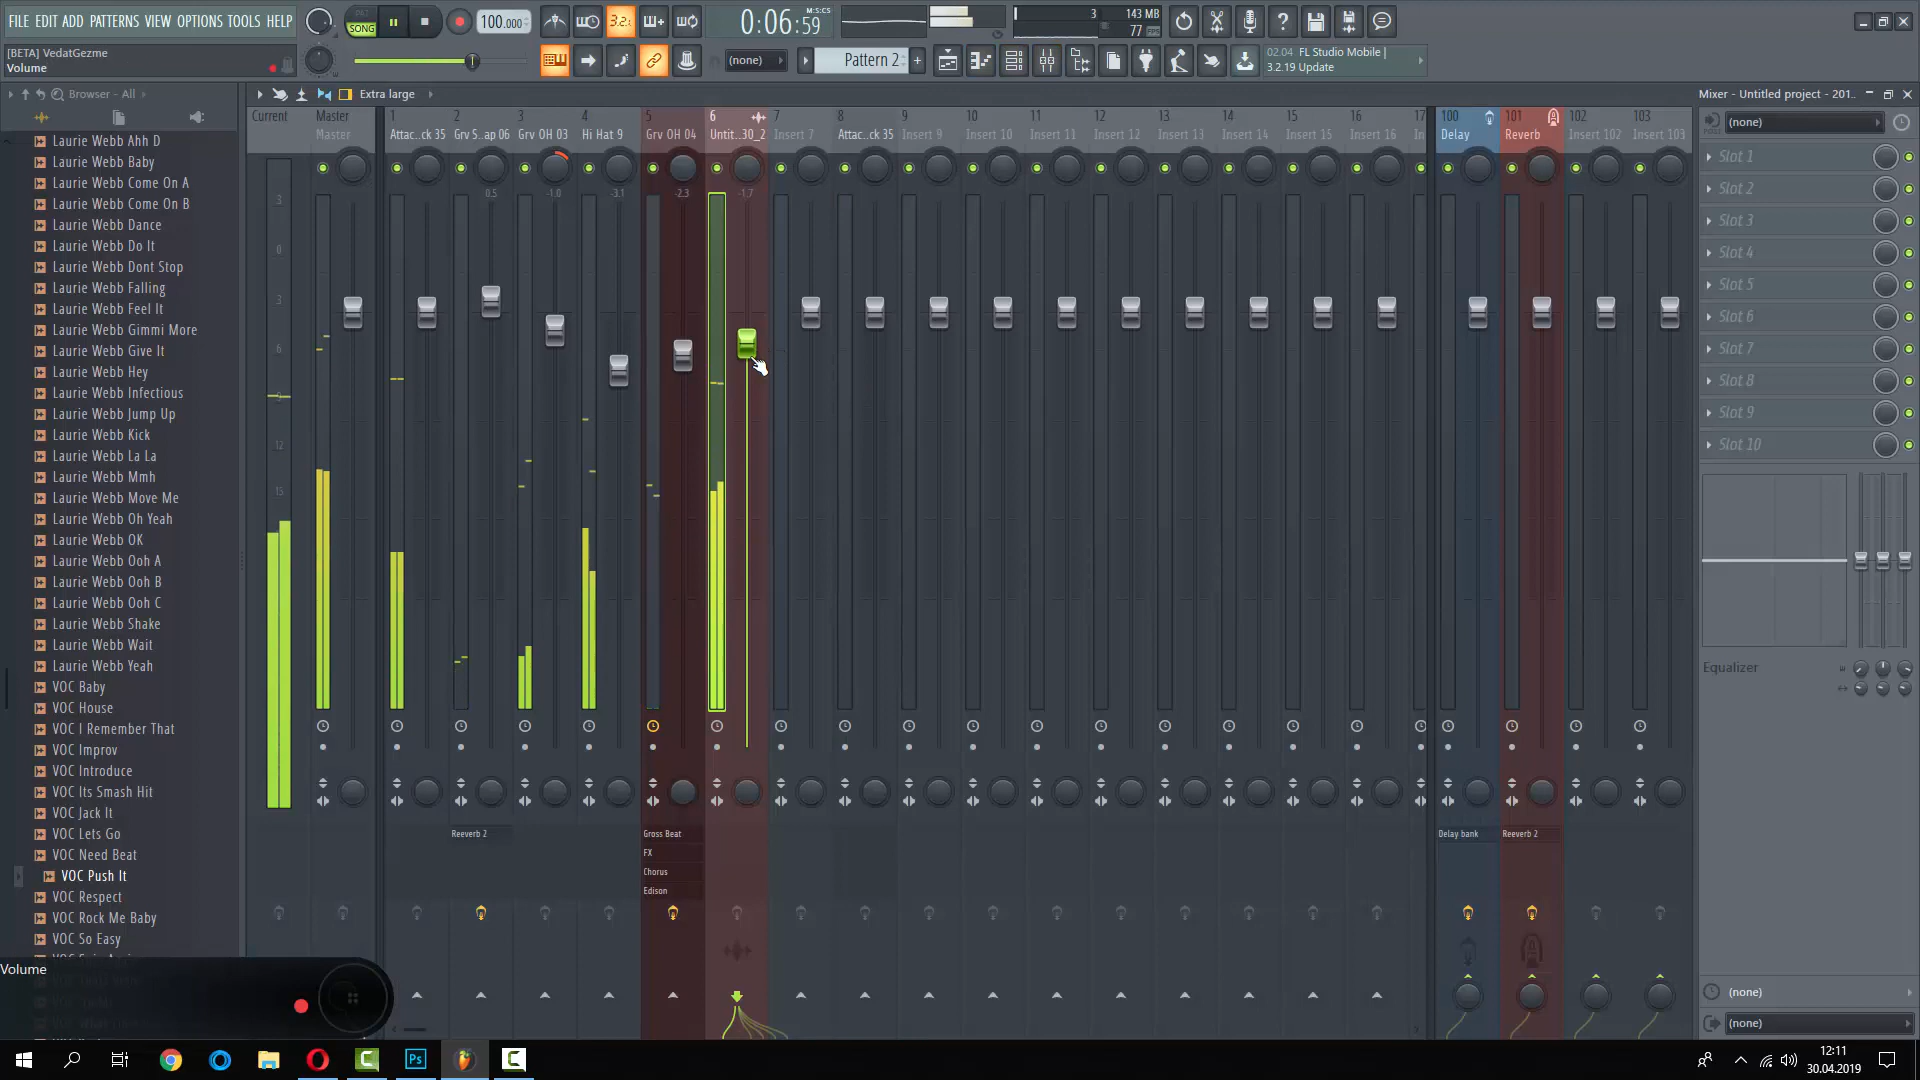 FILE EDIT ADD PATTERNS VIEW OPTIONS TOOLS HELP
PAT
SONG
100.000
3.2.
0:06:59
M:S:CS
3
143 MB
77
[BETA] VedatGezme
Volume
(none)
Pattern 2
02.04 FL Studio Mobile |
3.2.19 Update
Browser - All
Extra large
Mixer - Untitled project - 201..
Laurie Webb Ahh D
Laurie Webb Baby
Laurie Webb Come On A
Laurie Webb Come On B
Laurie Webb Dance
Laurie Webb Do It
Laurie Webb Dont Stop
Laurie Webb Falling
Laurie Webb Feel It
Laurie Webb Gimmi More
Laurie Webb Give It
Laurie Webb Hey
Laurie Webb Infectious
Laurie Webb Jump Up
Laurie Webb Kick
Laurie Webb La La
Laurie Webb Mmh
Laurie Webb Move Me
Laurie Webb Oh Yeah
Laurie Webb OK
Laurie Webb Ooh A
Laurie Webb Ooh B
Laurie Webb Ooh C
Laurie Webb Shake
Laurie Webb Wait
Laurie Webb Yeah
VOC Baby
VOC House
VOC I Remember That
VOC Improv
VOC Introduce
VOC Its Smash Hit
VOC Jack It
VOC Lets Go
VOC Need Beat
VOC Push It
VOC Respect
VOC Rock Me Baby
VOC So Easy
Volume
Current Master 1 2 3 4 5 6 7 8 9 10 11 12 13 14 15 16 17 100 101 102 103
Master Attac..ck 35 Grv S..ap 06 Grv OH 03 Hi Hat 9 Grv OH 04 Untit..30_2 Insert 7 Attac..ck 35 Insert 9 Insert 10 Insert 11 Insert 12 Insert 13 Insert 14 Insert 15 Insert 16 Delay Reverb Insert 102 Insert 103
0.5 -1.0 -3.1 -2.3 -1.7
3
0
3
6
9
12
15
Reeverb 2
Gross Beat
FX
Chorus
Edison
Delay bank
Reeverb 2
(none)
Slot 1
Slot 2
Slot 3
Slot 4
Slot 5
Slot 6
Slot 7
Slot 8
Slot 9
Slot 10
Equalizer
(none)
(none)
Ps
12:11
30.04.2019